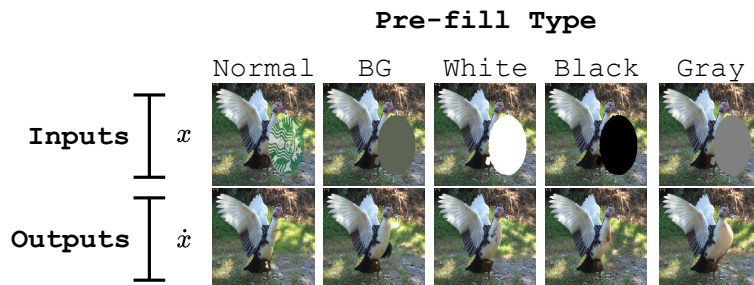 Pre-fill Type
Normal BG White Black Gray
Inputs x
Outputs ẋ